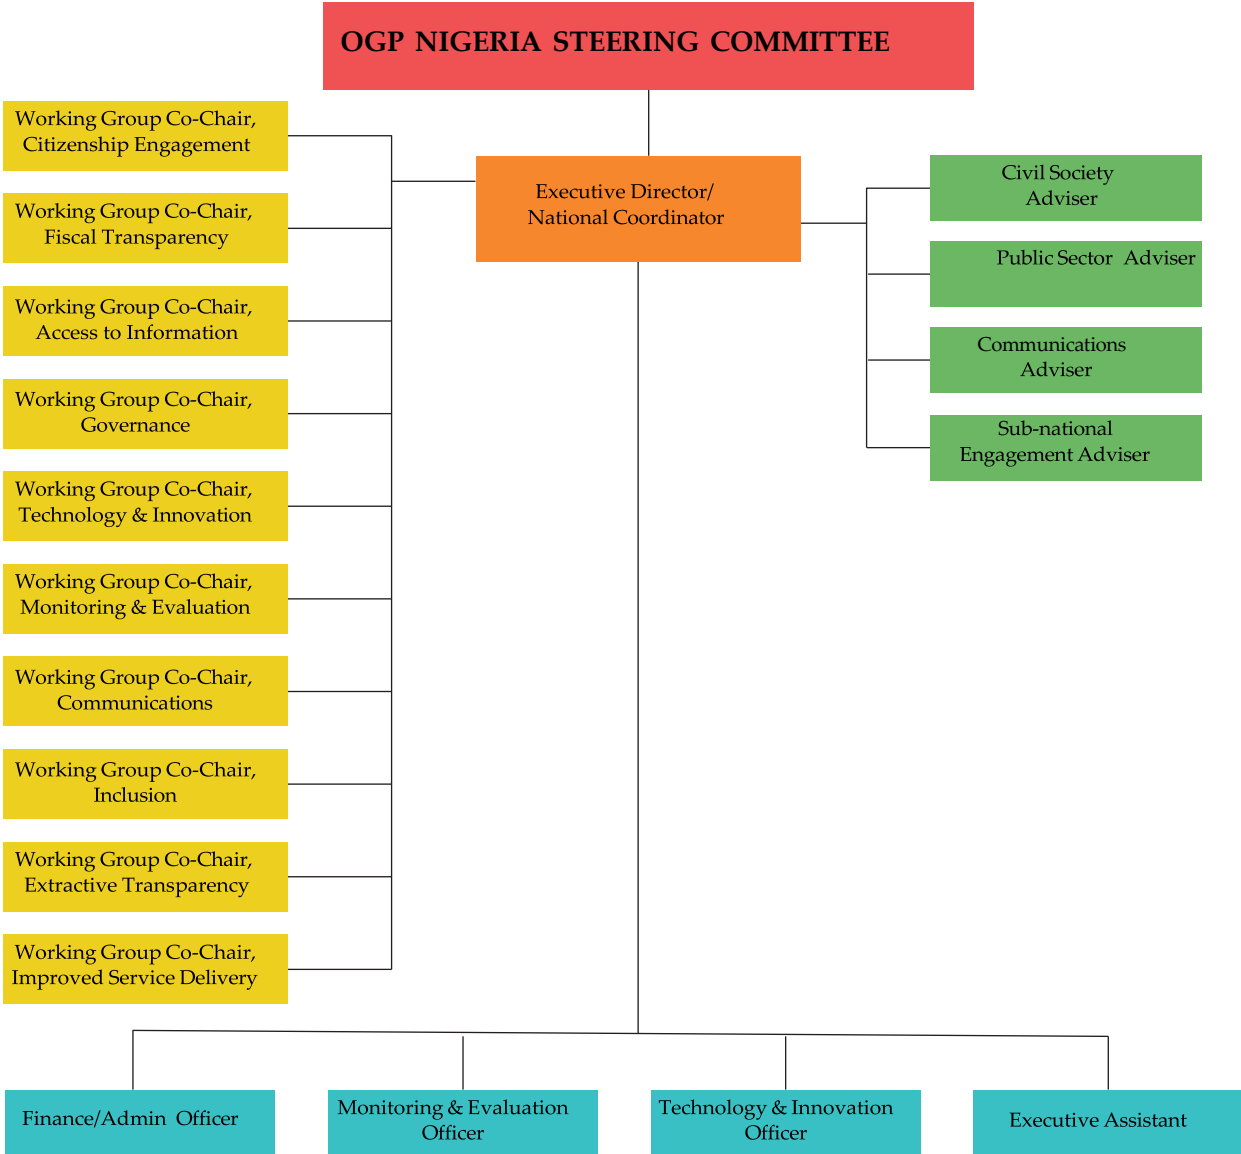 OGP NIGERIA STEERING COMMITTEE
Working Group Co-Chair,
Citizenship Engagement
Working Group Co-Chair,
Fiscal Transparency
Working Group Co-Chair,
Access to Information
Working Group Co-Chair,
Governance
Working Group Co-Chair,
Technology & Innovation
Working Group Co-Chair,
Monitoring & Evaluation
Working Group Co-Chair,
Communications
Working Group Co-Chair,
Inclusion
Working Group Co-Chair,
Extractive Transparency
Working Group Co-Chair,
Improved Service Delivery
Executive Director/
National Coordinator
Civil Society
Adviser
Public Sector Adviser
Communications
Adviser
Sub-national
Engagement Adviser
Finance/Admin Officer
Monitoring & Evaluation
Officer
Technology & Innovation
Officer
Executive Assistant